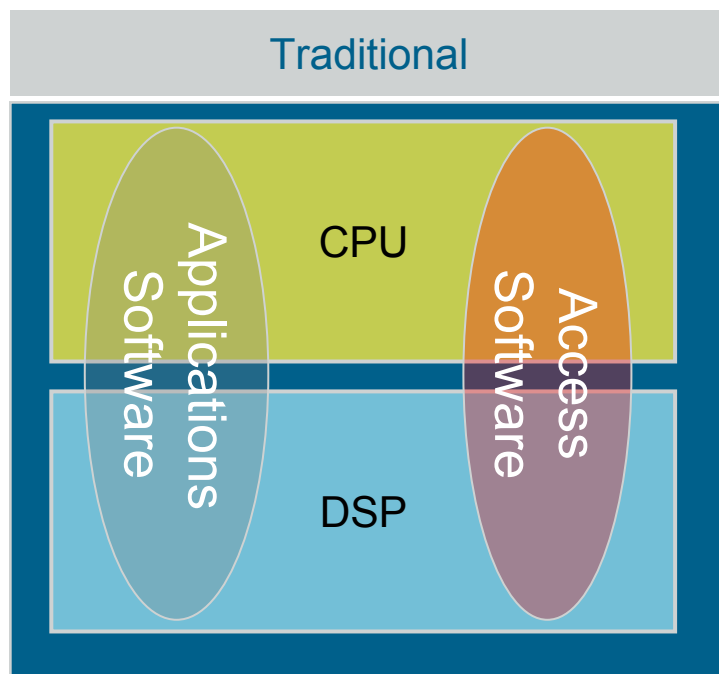 Traditional
CPU
Applications
Software
Access
Software
DSP